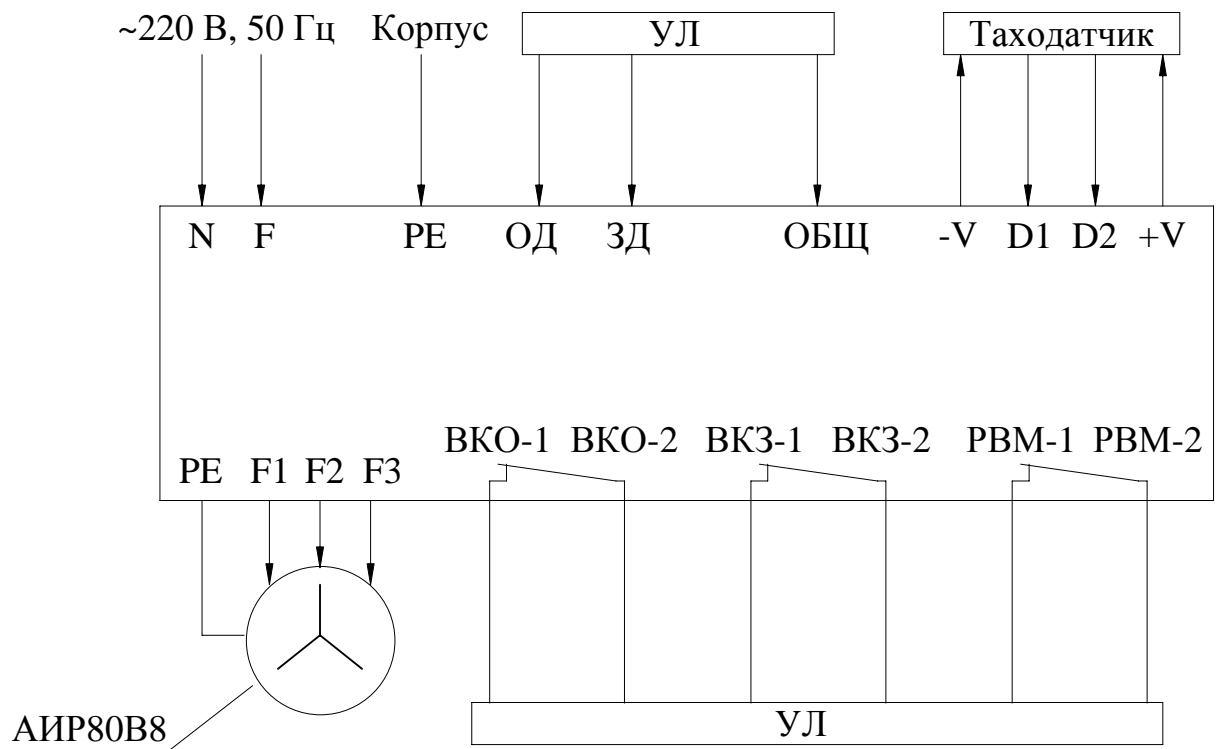 ~220 В, 50 Гц Корпус УЛ Таходатчик
N F PE ОД ЗД ОБЩ -V D1 D2 +V
ВКО-1 ВКО-2 ВКЗ-1 ВКЗ-2 РВМ-1 РВМ-2
PE F1 F2 F3
АИР80В8 УЛ